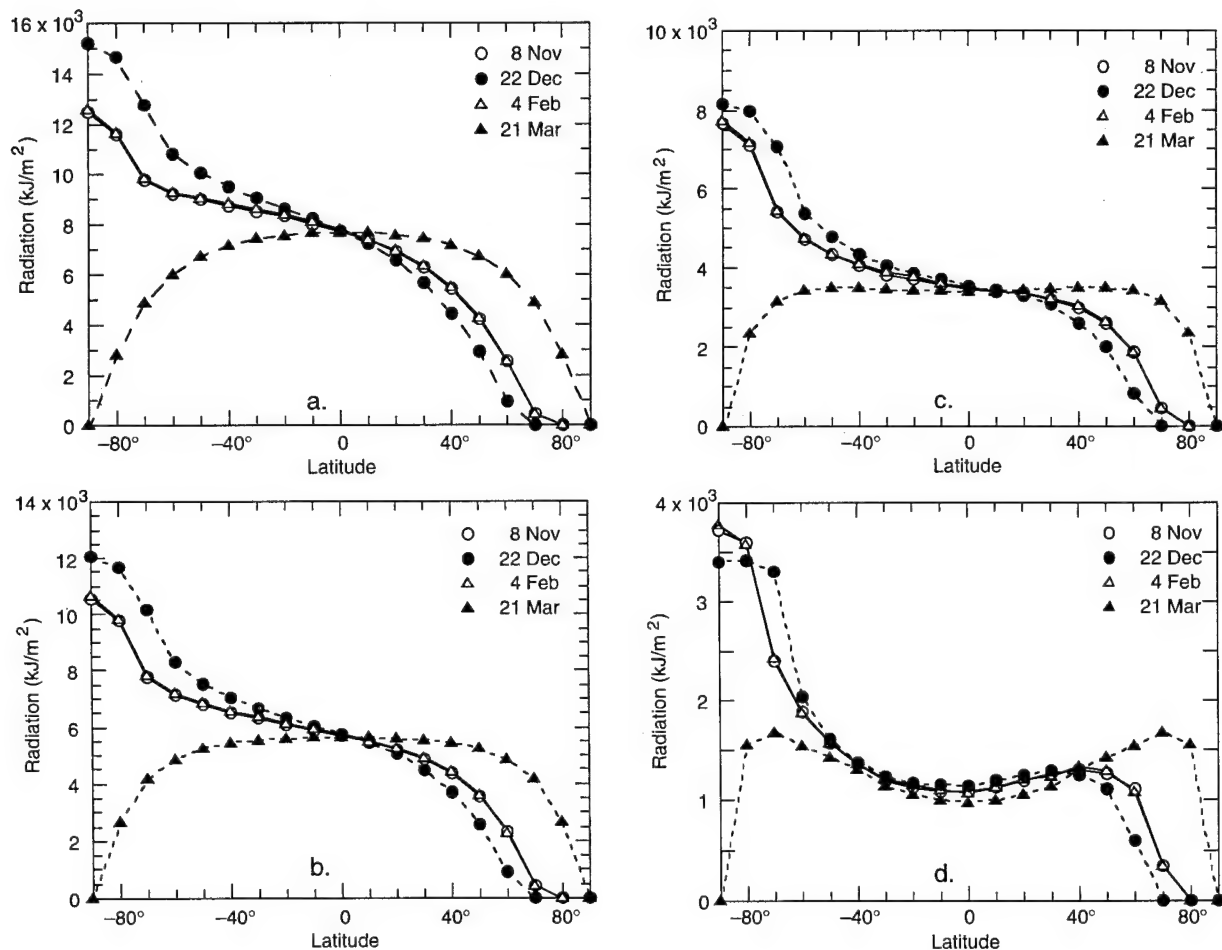 16 x 10³
14
12
10
8
6
4
2
0
Radiation (kJ/m²)
○ 8 Nov
● 22 Dec
△ 4 Feb
▲ 21 Mar
a.
−80°
−40°
0
40°
80°
Latitude
10 x 10³
8
6
4
2
0
Radiation (kJ/m²)
○ 8 Nov
● 22 Dec
△ 4 Feb
▲ 21 Mar
c.
−80°
−40°
0
40°
80°
Latitude
14 x 10³
12
10
8
6
4
2
0
Radiation (kJ/m²)
○ 8 Nov
● 22 Dec
△ 4 Feb
▲ 21 Mar
b.
−80°
−40°
0
40°
80°
Latitude
4 x 10³
3
2
1
0
Radiation (kJ/m²)
○ 8 Nov
● 22 Dec
△ 4 Feb
▲ 21 Mar
d.
−80°
−40°
0
40°
80°
Latitude